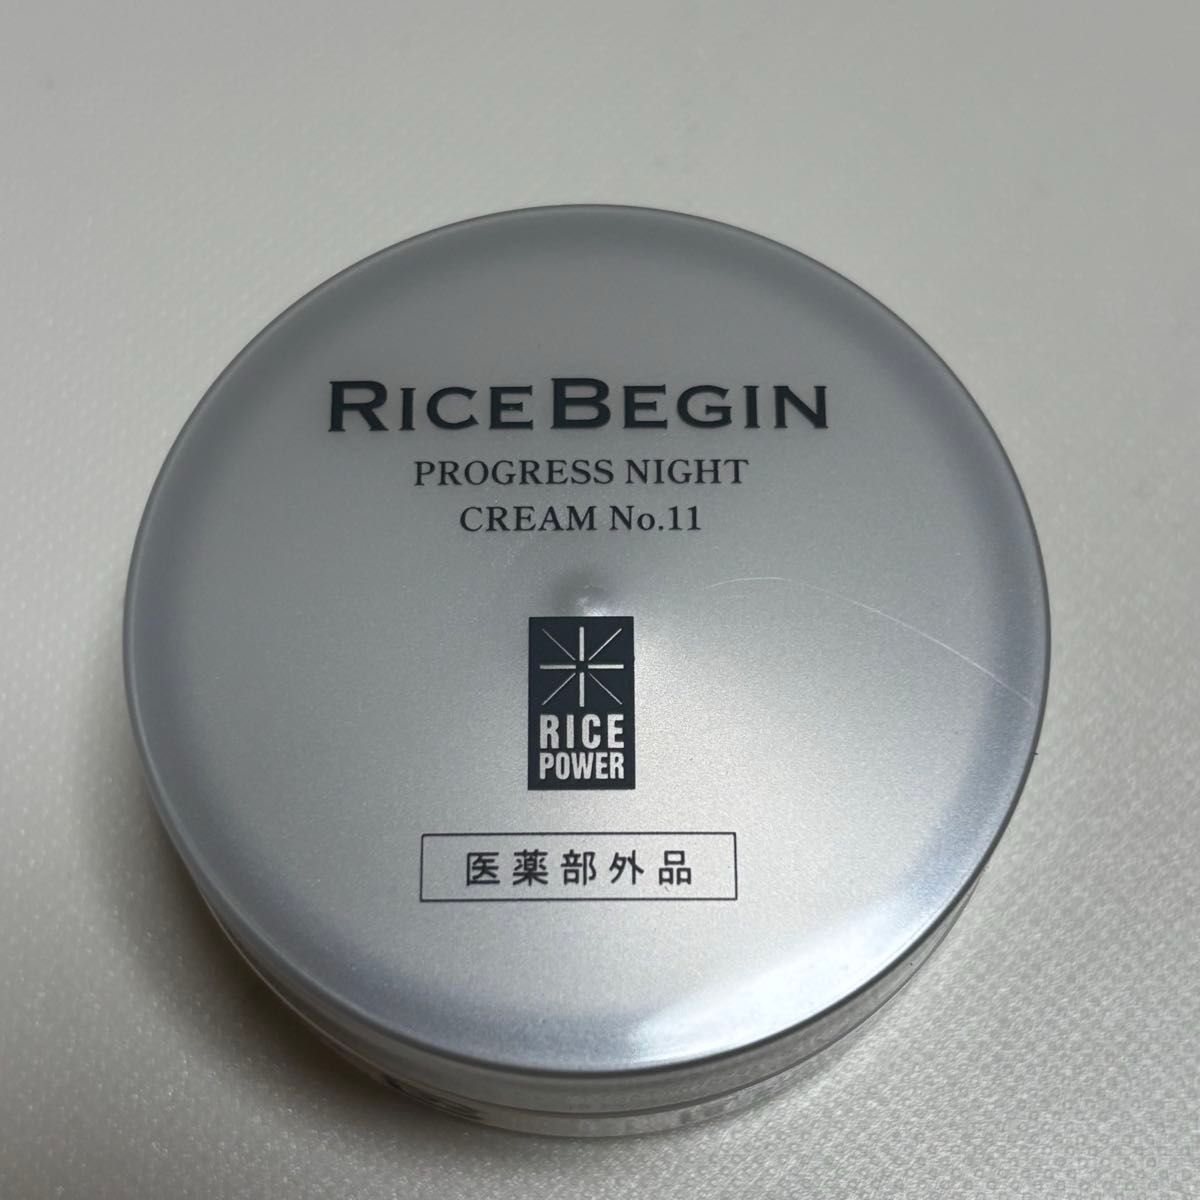 RICEBEGIN
PROGRESS NIGHT
CREAM No.11
RICE
POWER
医薬部外品